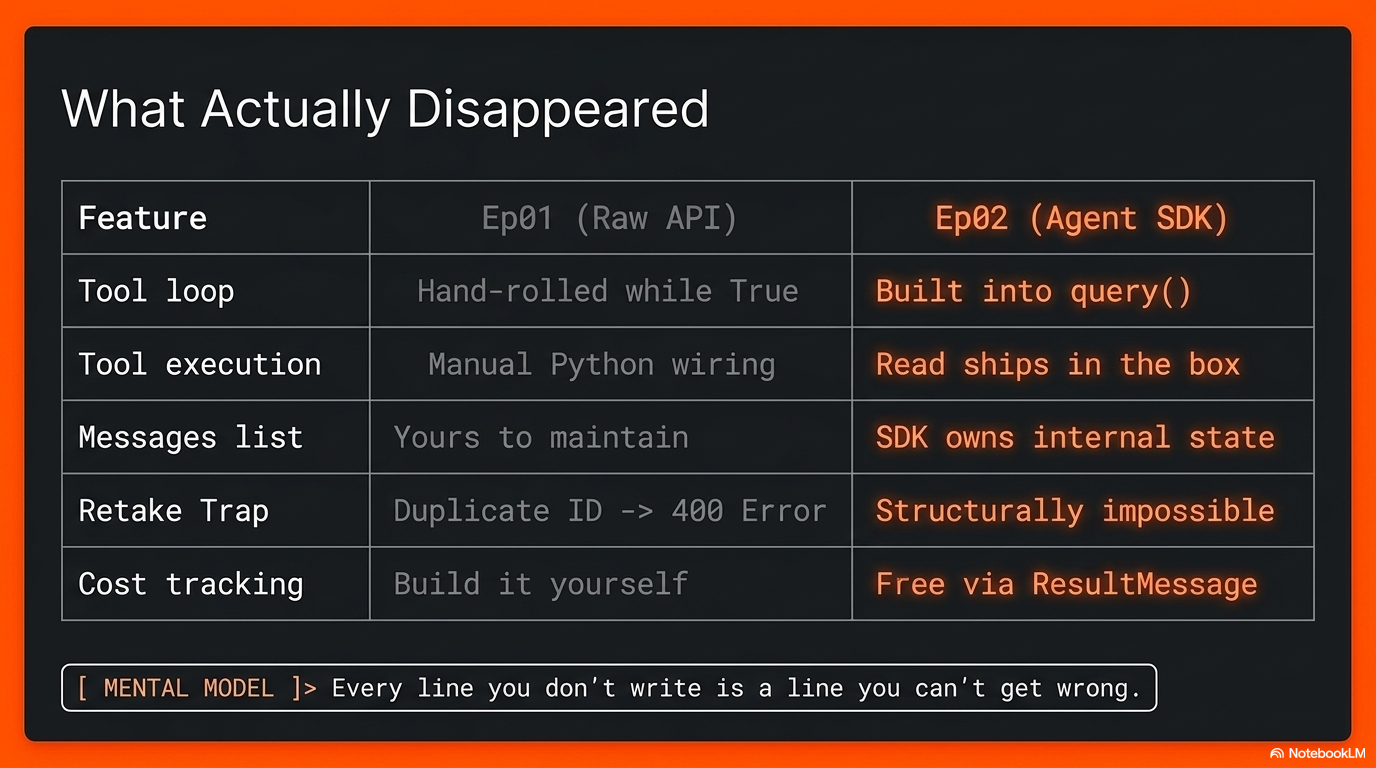 What Actually Disappeared
Feature Ep01 (Raw API) Ep02 (Agent SDK)
Tool loop Hand-rolled while True Built into query()
Tool execution Manual Python wiring Read ships in the box
Messages list Yours to maintain SDK owns internal state
Retake Trap Duplicate ID -> 400 Error Structurally impossible
Cost tracking Build it yourself Free via ResultMessage
[ MENTAL MODEL ]> Every line you don't write is a line you can't get wrong.
NotebookLM